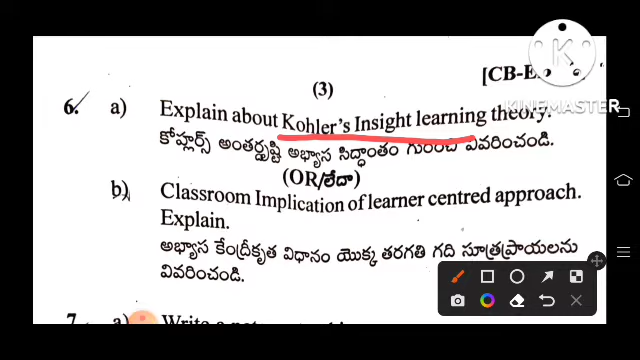 (3)
[CB-E
6. a) Explain about Kohler's Insight learning theory.
కోహ్లర్స్ అంతర్దృష్టి అభ్యాస సిద్ధాంతం గురించి వివరించండి.
(OR/లేదా)
b) Classroom Implication of learner centred approach.
Explain.
అభ్యాస కేంద్రీకృత విధానం యొక్క తరగతి గది సూత్రప్రాయలను
వివరించండి.
7. a)
K
KINEMASTER